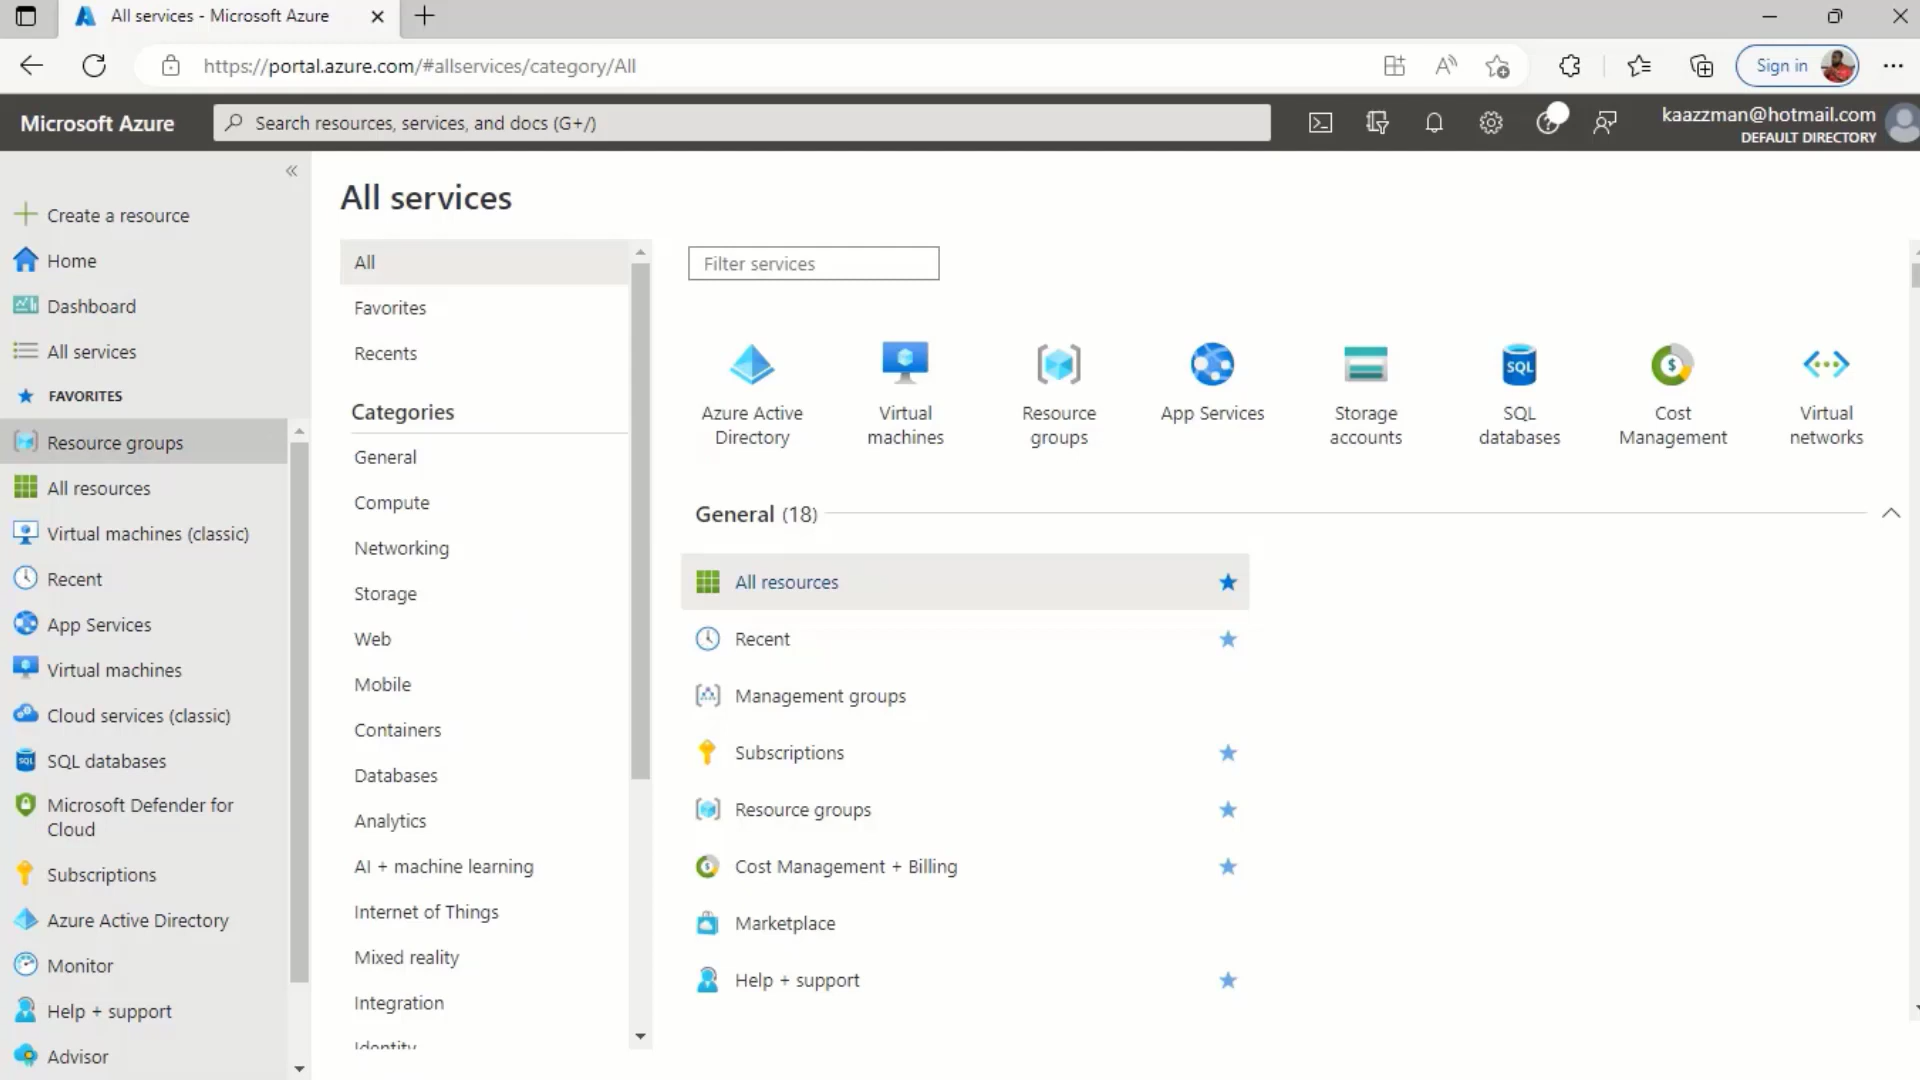 All services - Microsoft Azure
https://portal.azure.com/#allservices/category/All
Sign in
Microsoft Azure
Search resources, services, and docs (G+/)
kaazzman@hotmail.com
DEFAULT DIRECTORY
Create a resource
Home
Dashboard
All services
FAVORITES
Resource groups
All resources
Virtual machines (classic)
Recent
App Services
Virtual machines
Cloud services (classic)
SQL databases
Microsoft Defender for
Cloud
Subscriptions
Azure Active Directory
Monitor
Help + support
Advisor
All services
All
Favorites
Recents
Categories
General
Compute
Networking
Storage
Web
Mobile
Containers
Databases
Analytics
AI + machine learning
Internet of Things
Mixed reality
Integration
Identity
Filter services
Azure Active
Directory
Virtual
machines
Resource
groups
App Services
Storage
accounts
SQL
SQL
databases
Cost
Management
Virtual
networks
General (18)
All resources
Recent
Management groups
Subscriptions
Resource groups
Cost Management + Billing
Marketplace
Help + support